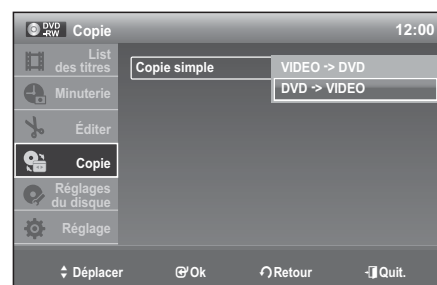 DVD -RW Copie 12:00
List des titres
Minuterie
Éditer
Copie
Réglages du disque
Réglage
Copie simple
VIDEO -> DVD
DVD -> VIDEO
Déplacer Ok Retour Quit.